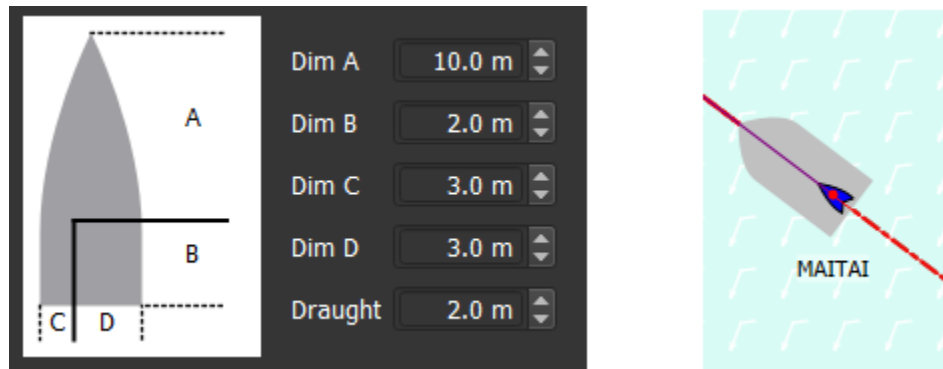 A
B
C D
Dim A 10.0 m
Dim B 2.0 m
Dim C 3.0 m
Dim D 3.0 m
Draught 2.0 m
MAITAI